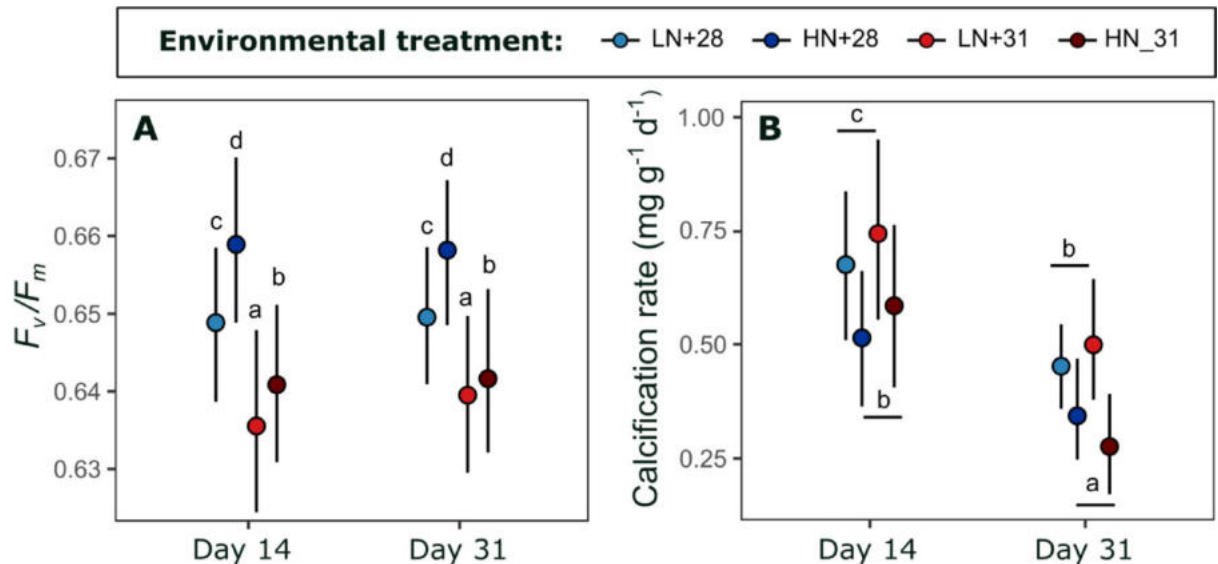 Environmental treatment: LN+28 HN+28 LN+31 HN_31
A
F_v/F_m
0.67
0.66
0.65
0.64
0.63
d
c
a
b
d
c
a
b
Day 14 Day 31
B
Calcification rate (mg g⁻¹ d⁻¹)
1.00
0.75
0.50
0.25
c
b
b
a
Day 14 Day 31